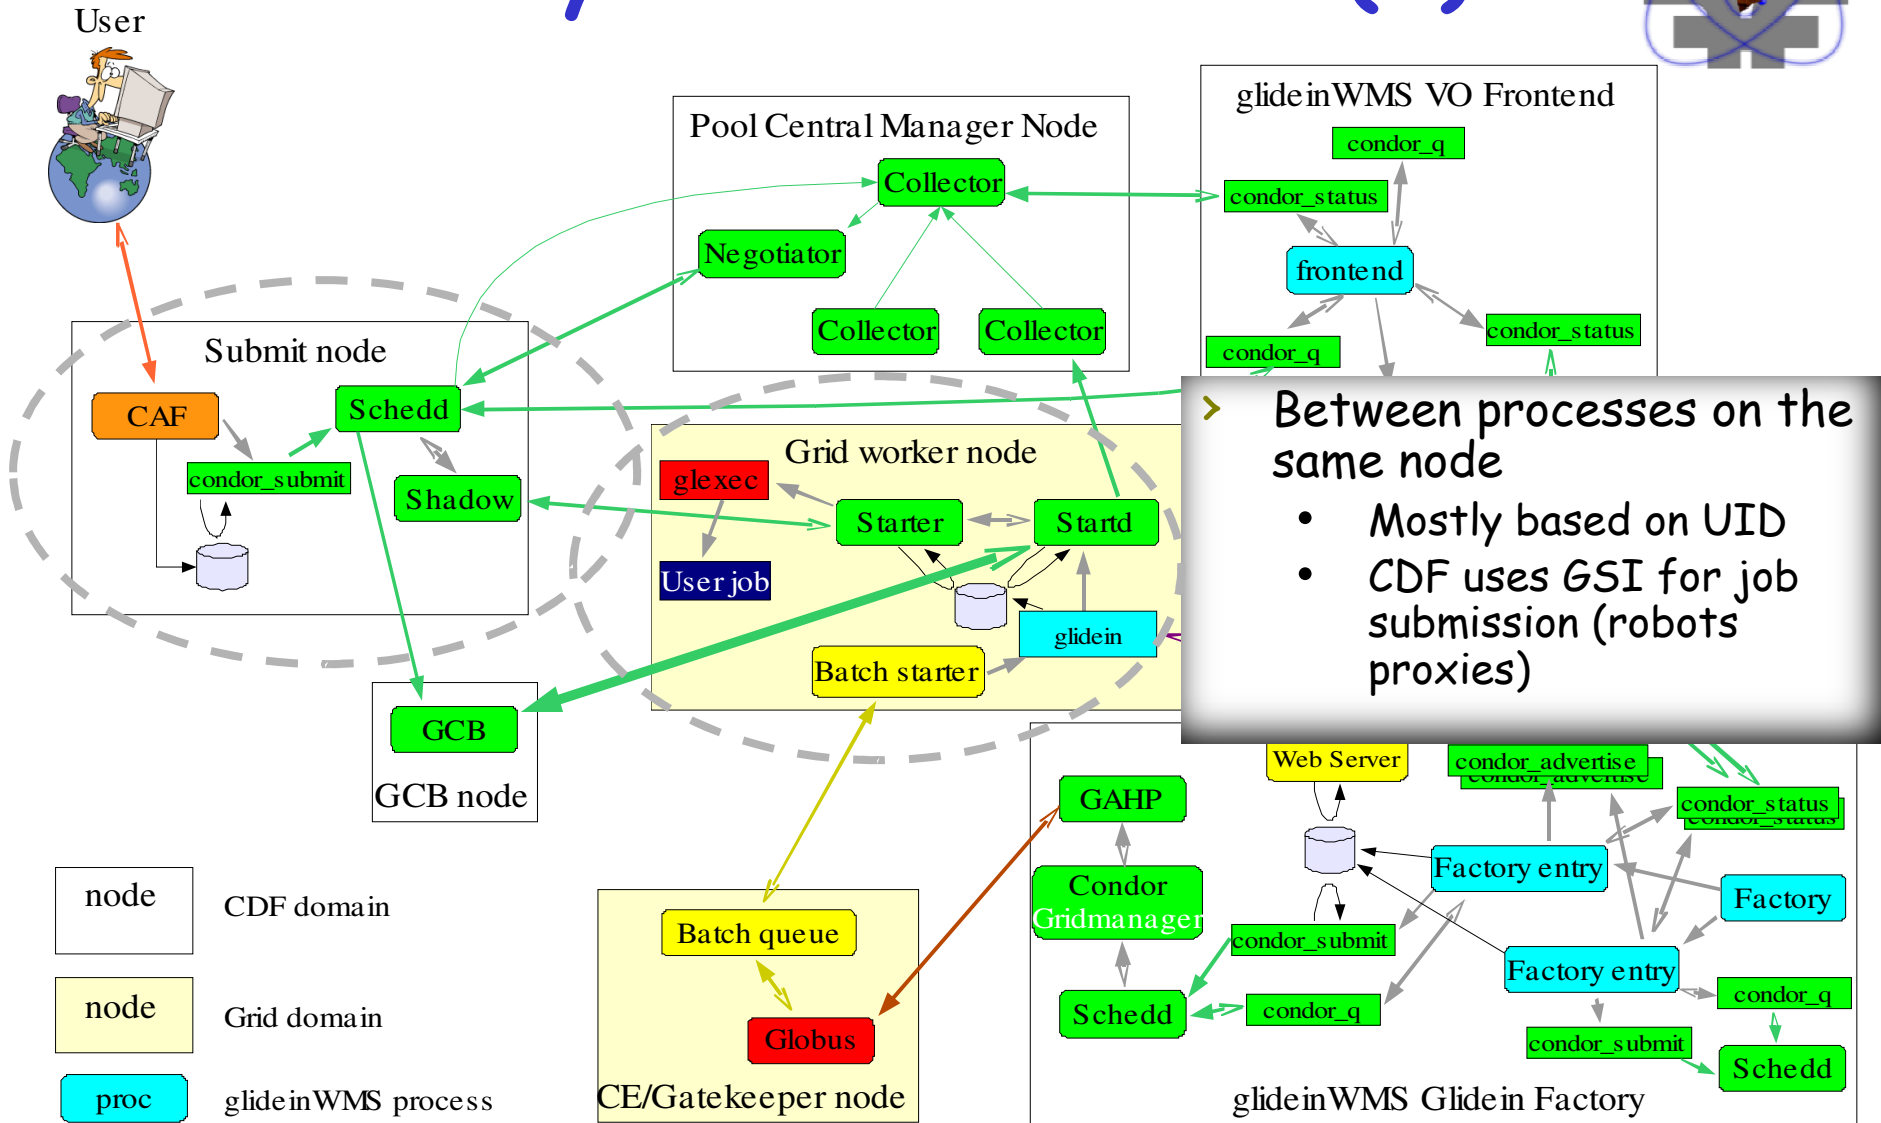 User
Pool Central Manager Node
Collector
Negotiator
Collector
Collector
glideinWMS VO Frontend
condor_q
condor_status
frontend
condor_q
condor_status
Submit node
CAF
Schedd
condor_submit
Shadow
Grid worker node
glexec
Starter
Startd
User job
glidein
Batch starter
> Between processes on the
same node
• Mostly based on UID
• CDF uses GSI for job
submission (robots
proxies)
GCB
GCB node
Web Server
condor_advertise
condor_advertise
GAHP
condor_status
condor_status
Factory entry
Condor
Gridmanager
Factory
condor_submit
Factory entry
Schedd
condor_q
condor_q
condor_submit
Schedd
glideinWMS Glidein Factory
Batch queue
Globus
CE/Gatekeeper node
node
CDF domain
node
Grid domain
proc
glideinWMS process